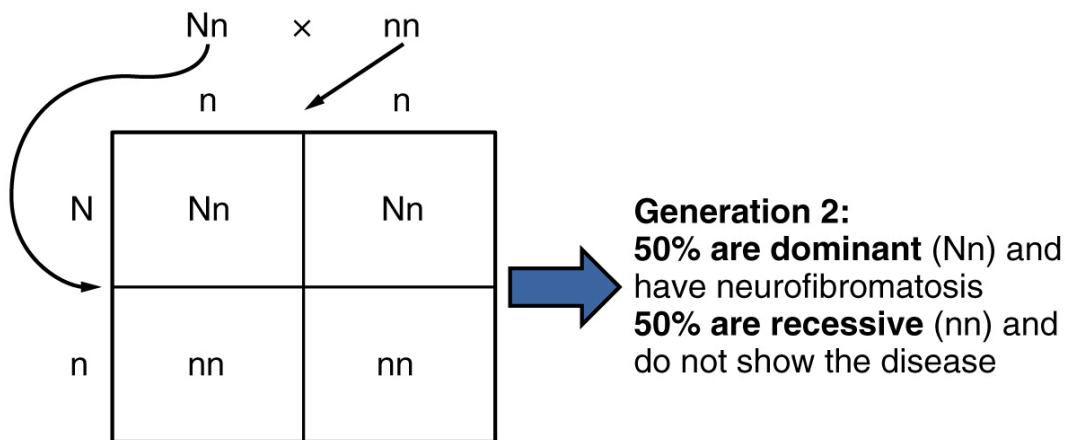 Nn × nn
n n
N Nn Nn
n nn nn
Generation 2:
50% are dominant (Nn) and
have neurofibromatosis
50% are recessive (nn) and
do not show the disease